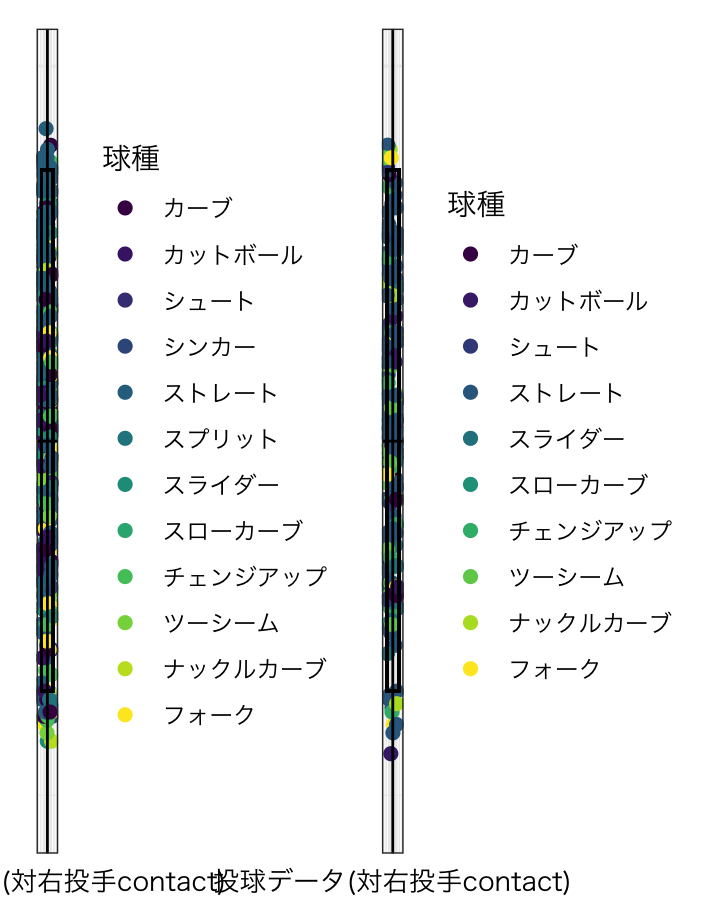 球種
カーブ
カットボール
シュート
シンカー
ストレート
スプリット
スライダー
スローカーブ
チェンジアップ
ツーシーム
ナックルカーブ
フォーク
球種
カーブ
カットボール
シュート
ストレート
スライダー
スローカーブ
チェンジアップ
ツーシーム
ナックルカーブ
フォーク
(対右投手contact)
投球データ(対右投手contact)